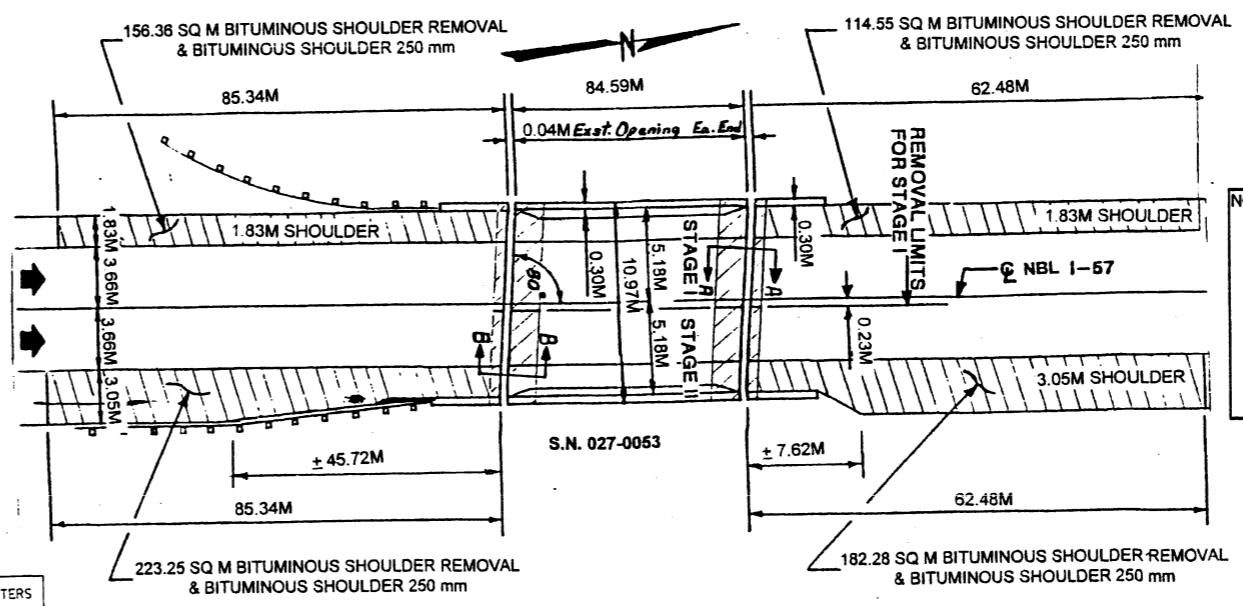 156.36 SQ M BITUMINOUS SHOULDER REMOVAL
& BITUMINOUS SHOULDER 250 mm
114.55 SQ M BITUMINOUS SHOULDER REMOVAL
& BITUMINOUS SHOULDER 250 mm
N
85.34M
84.59M
62.48M
0.04M Exst. Opening Ea. End
REMOVAL LIMITS
FOR STAGE I
1.83M SHOULDER
1.83M SHOULDER
1.83M
3.66M
3.66M
3.05M
80°
0.30M
10.97M
5.18M
5.18M
STAGE I
STAGE II
0.30M
A
A
B
B
℄ NBL I-57
0.23M
3.05M SHOULDER
S.N. 027-0053
± 45.72M
± 7.62M
85.34M
62.48M
223.25 SQ M BITUMINOUS SHOULDER REMOVAL
& BITUMINOUS SHOULDER 250 mm
182.28 SQ M BITUMINOUS SHOULDER REMOVAL
& BITUMINOUS SHOULDER 250 mm
TERS